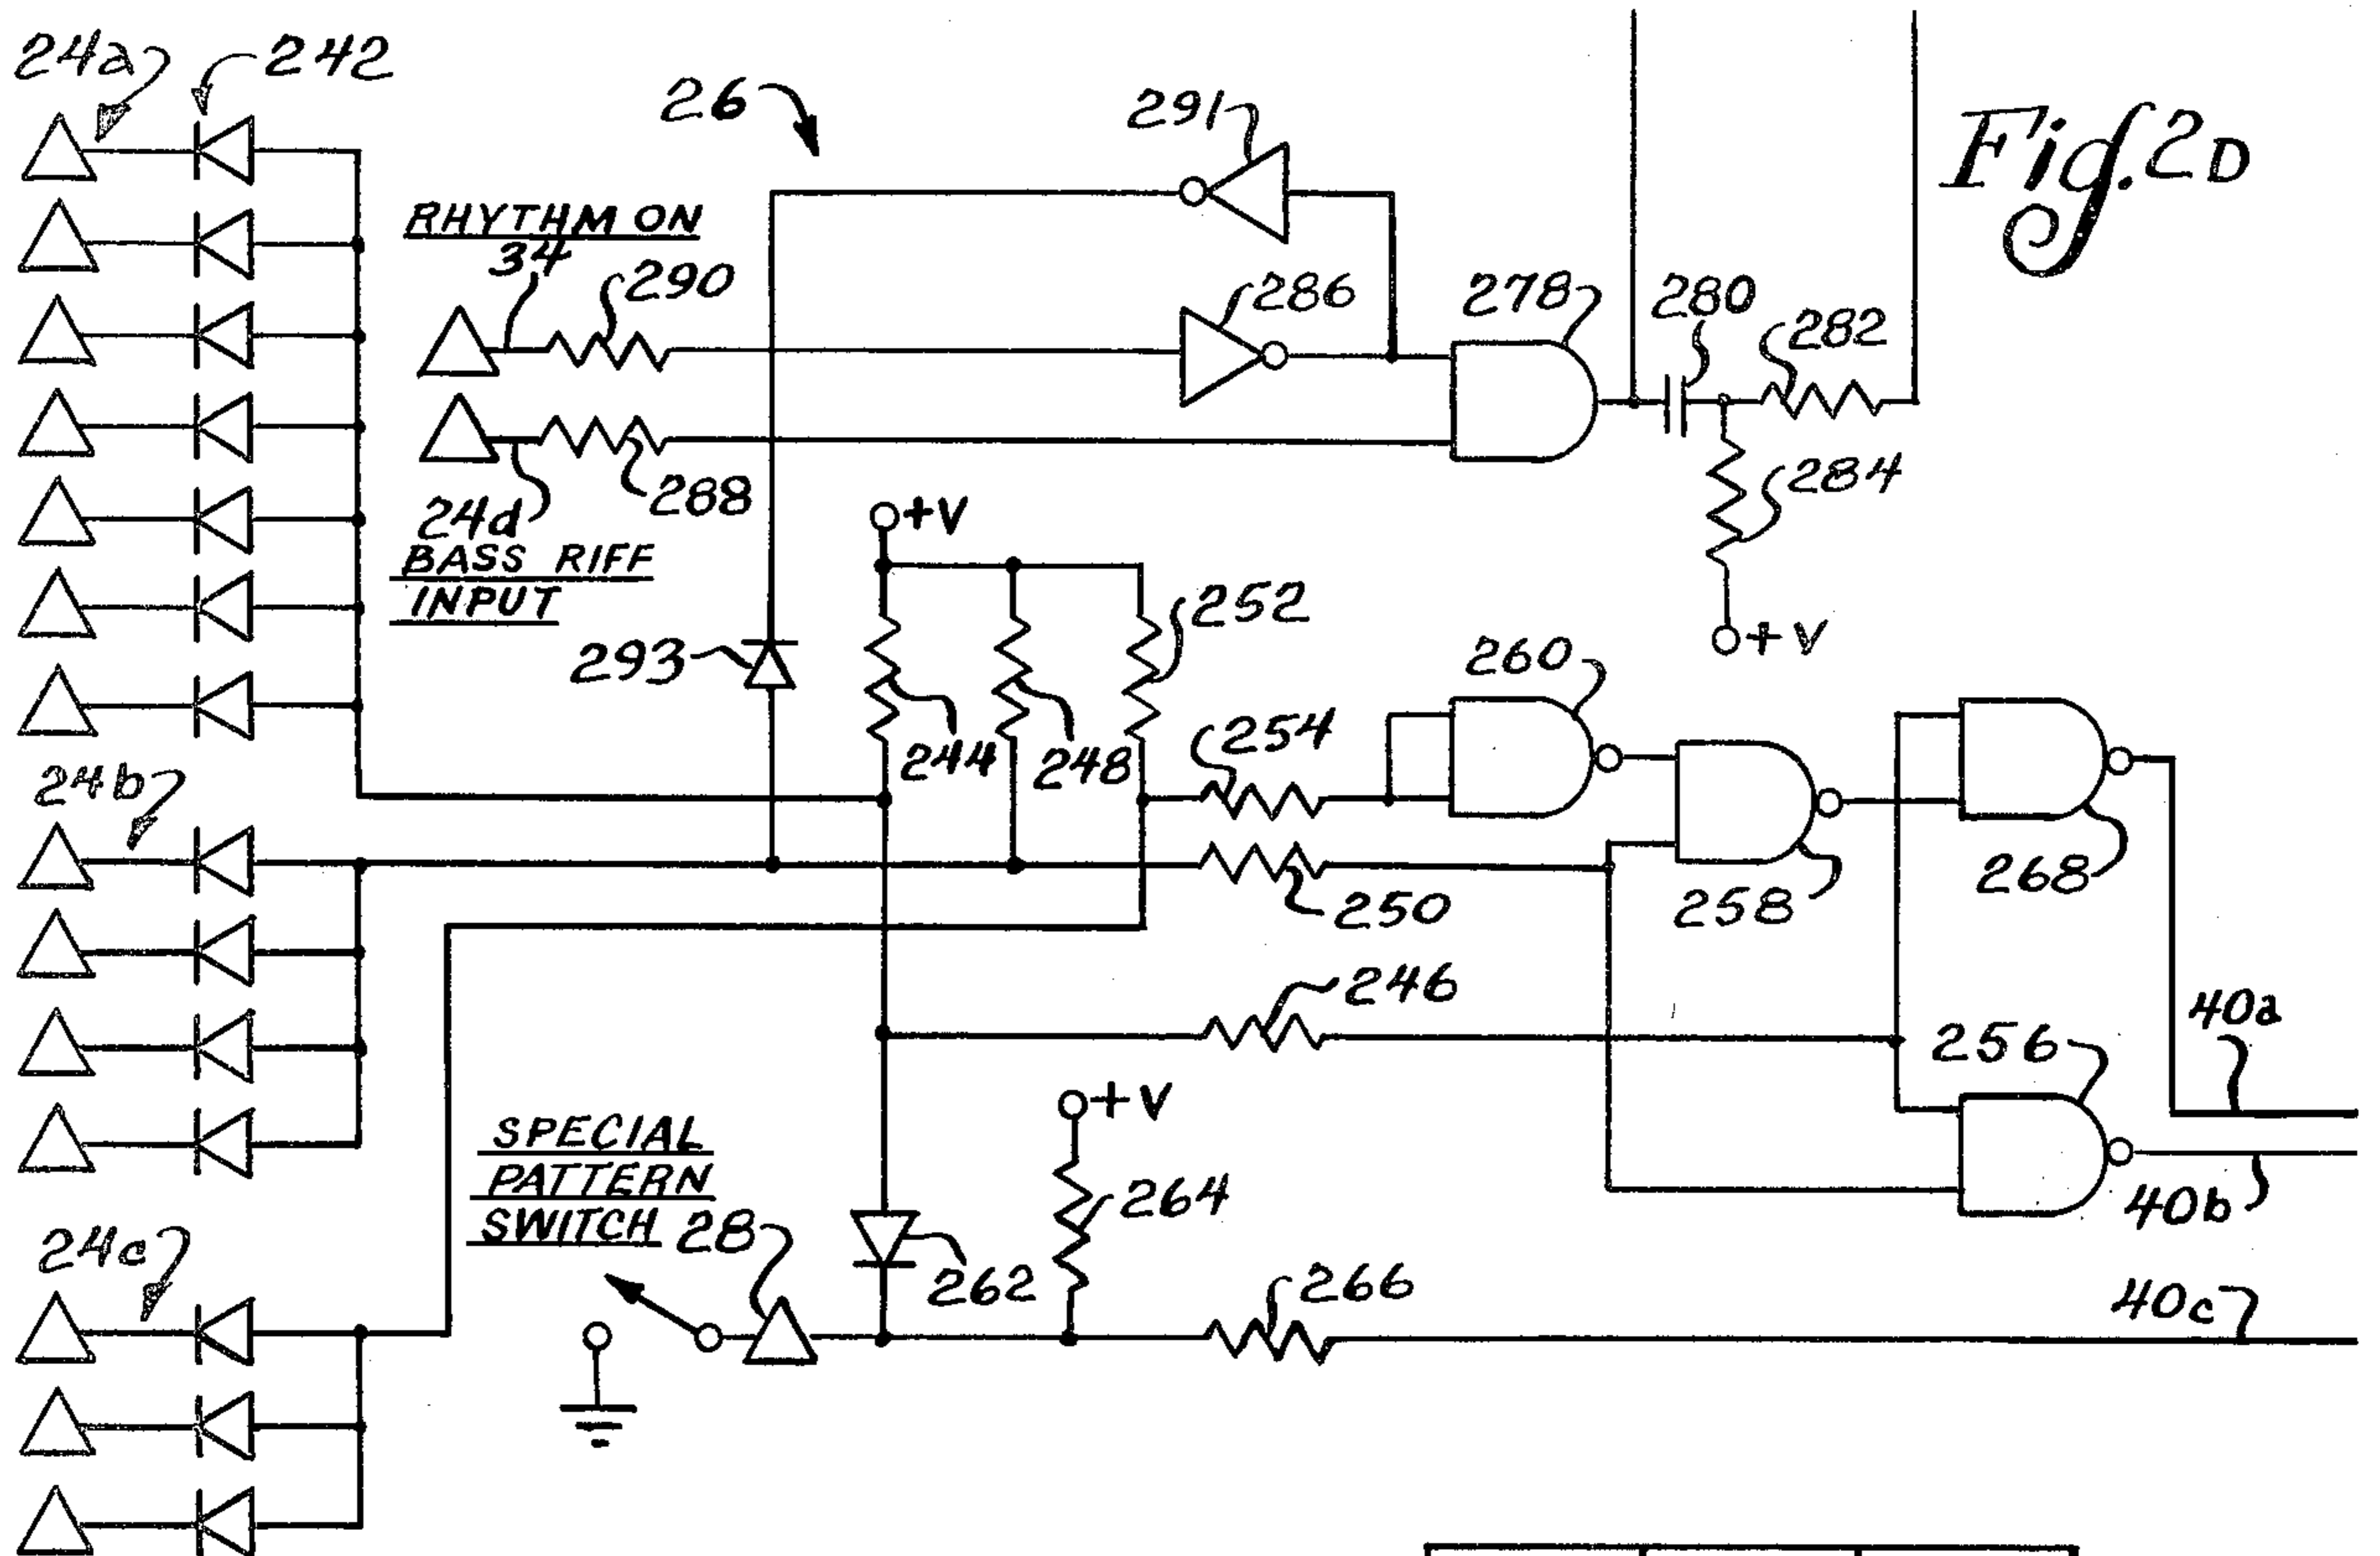 24a
242
26
291
Fig. 2D
RHYTHM ON
34
290
286
278
280
282
288
284
24d
+V
BASS RIFF
INPUT
252
293
+V
260
254
244
248
24b
268
258
250
246
40a
256
+V
SPECIAL
PATTERN
SWITCH 28
264
40b
24c
262
266
40c